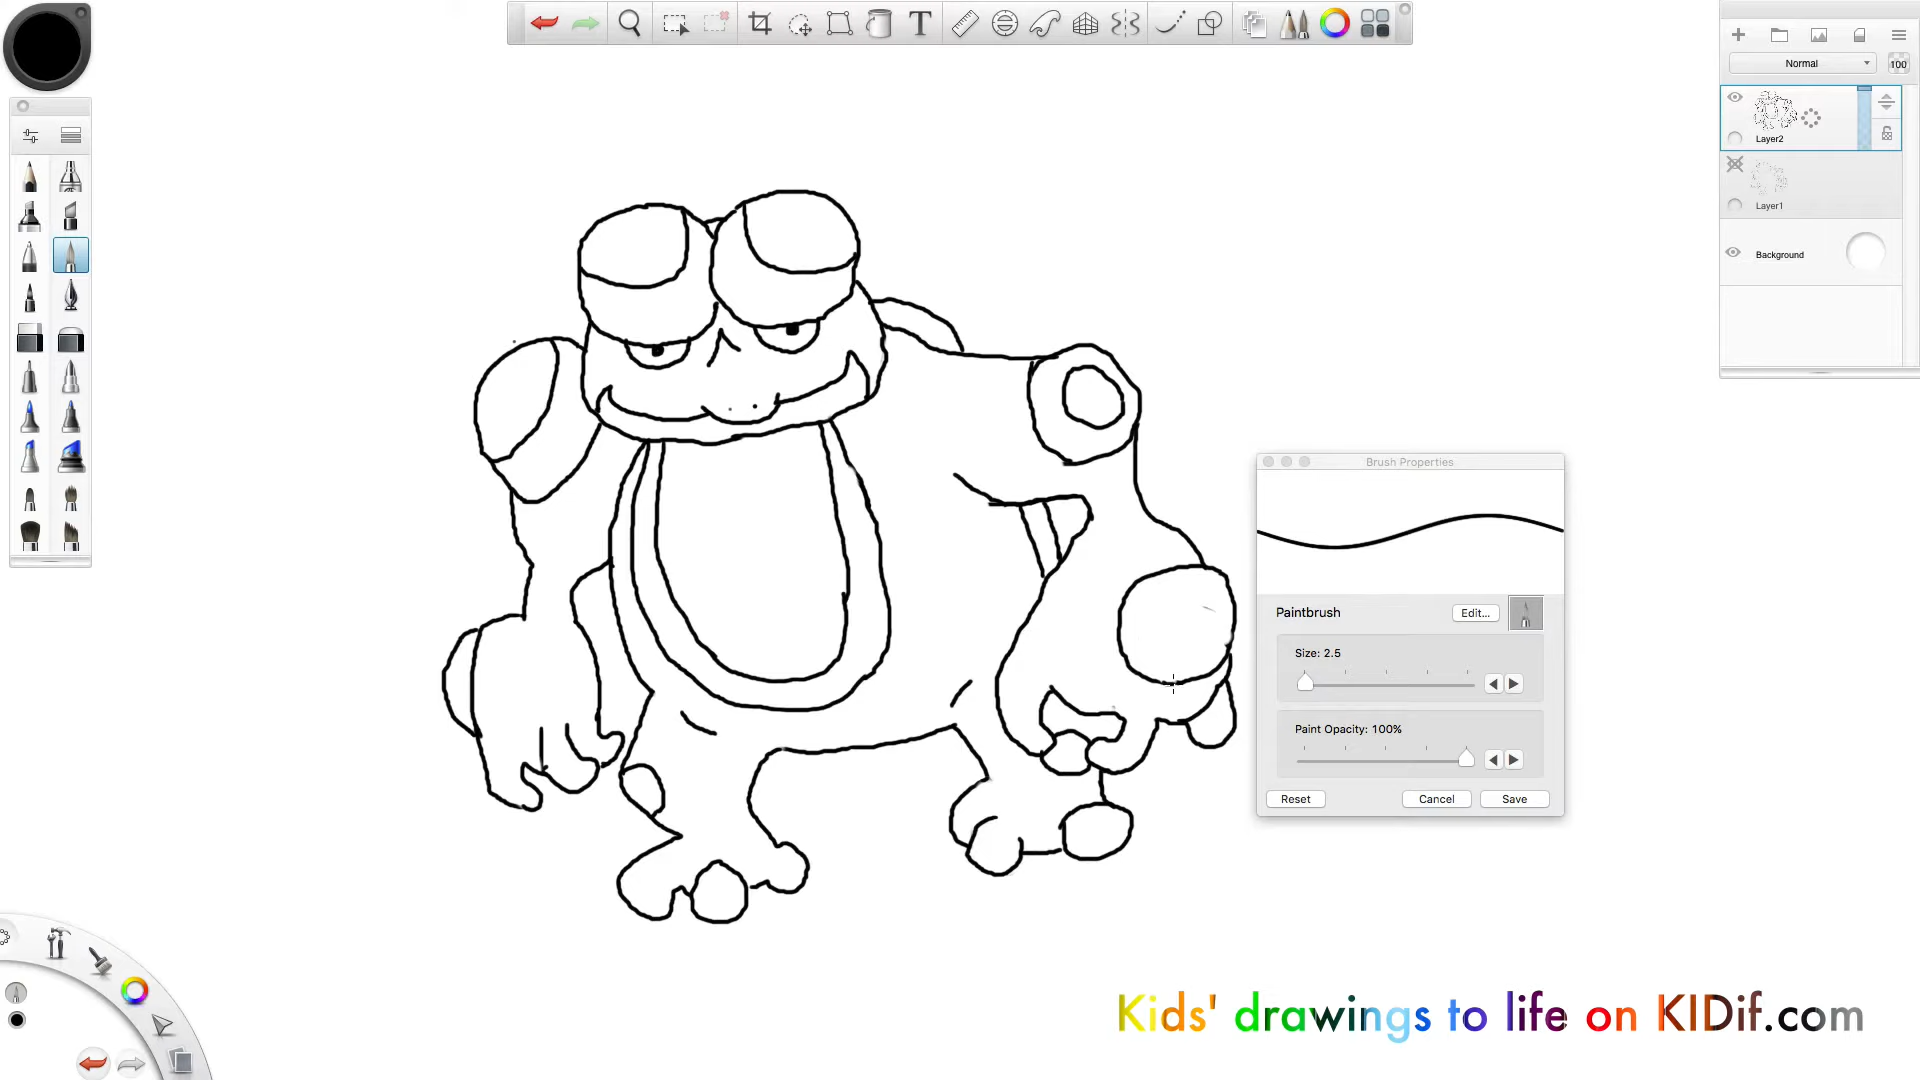 T
Normal
100
Layer2
Layer1
Background
Brush Properties
Paintbrush
Edit...
Size: 2.5
Paint Opacity: 100%
Reset
Cancel
Save
Kids' drawings to life on KIDif.com